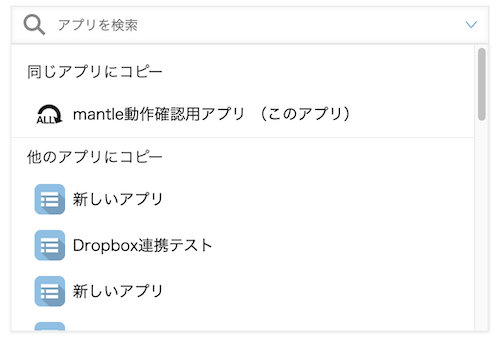 アプリを検索
同じアプリにコピー
ALL
mantle動作確認用アプリ （このアプリ）
他のアプリにコピー
新しいアプリ
Dropbox連携テスト
新しいアプリ